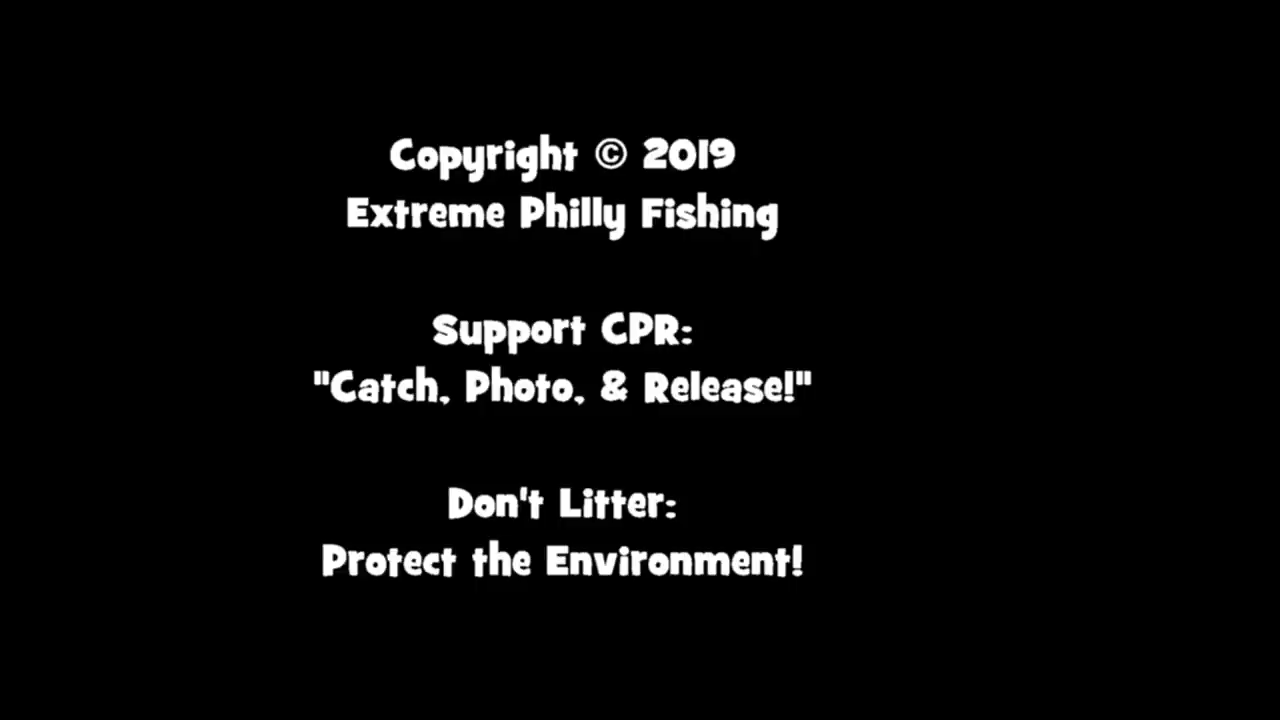 Copyright © 2019
Extreme Philly Fishing
Support CPR:
"Catch, Photo, & Release!"
Don't Litter:
Protect the Environment!